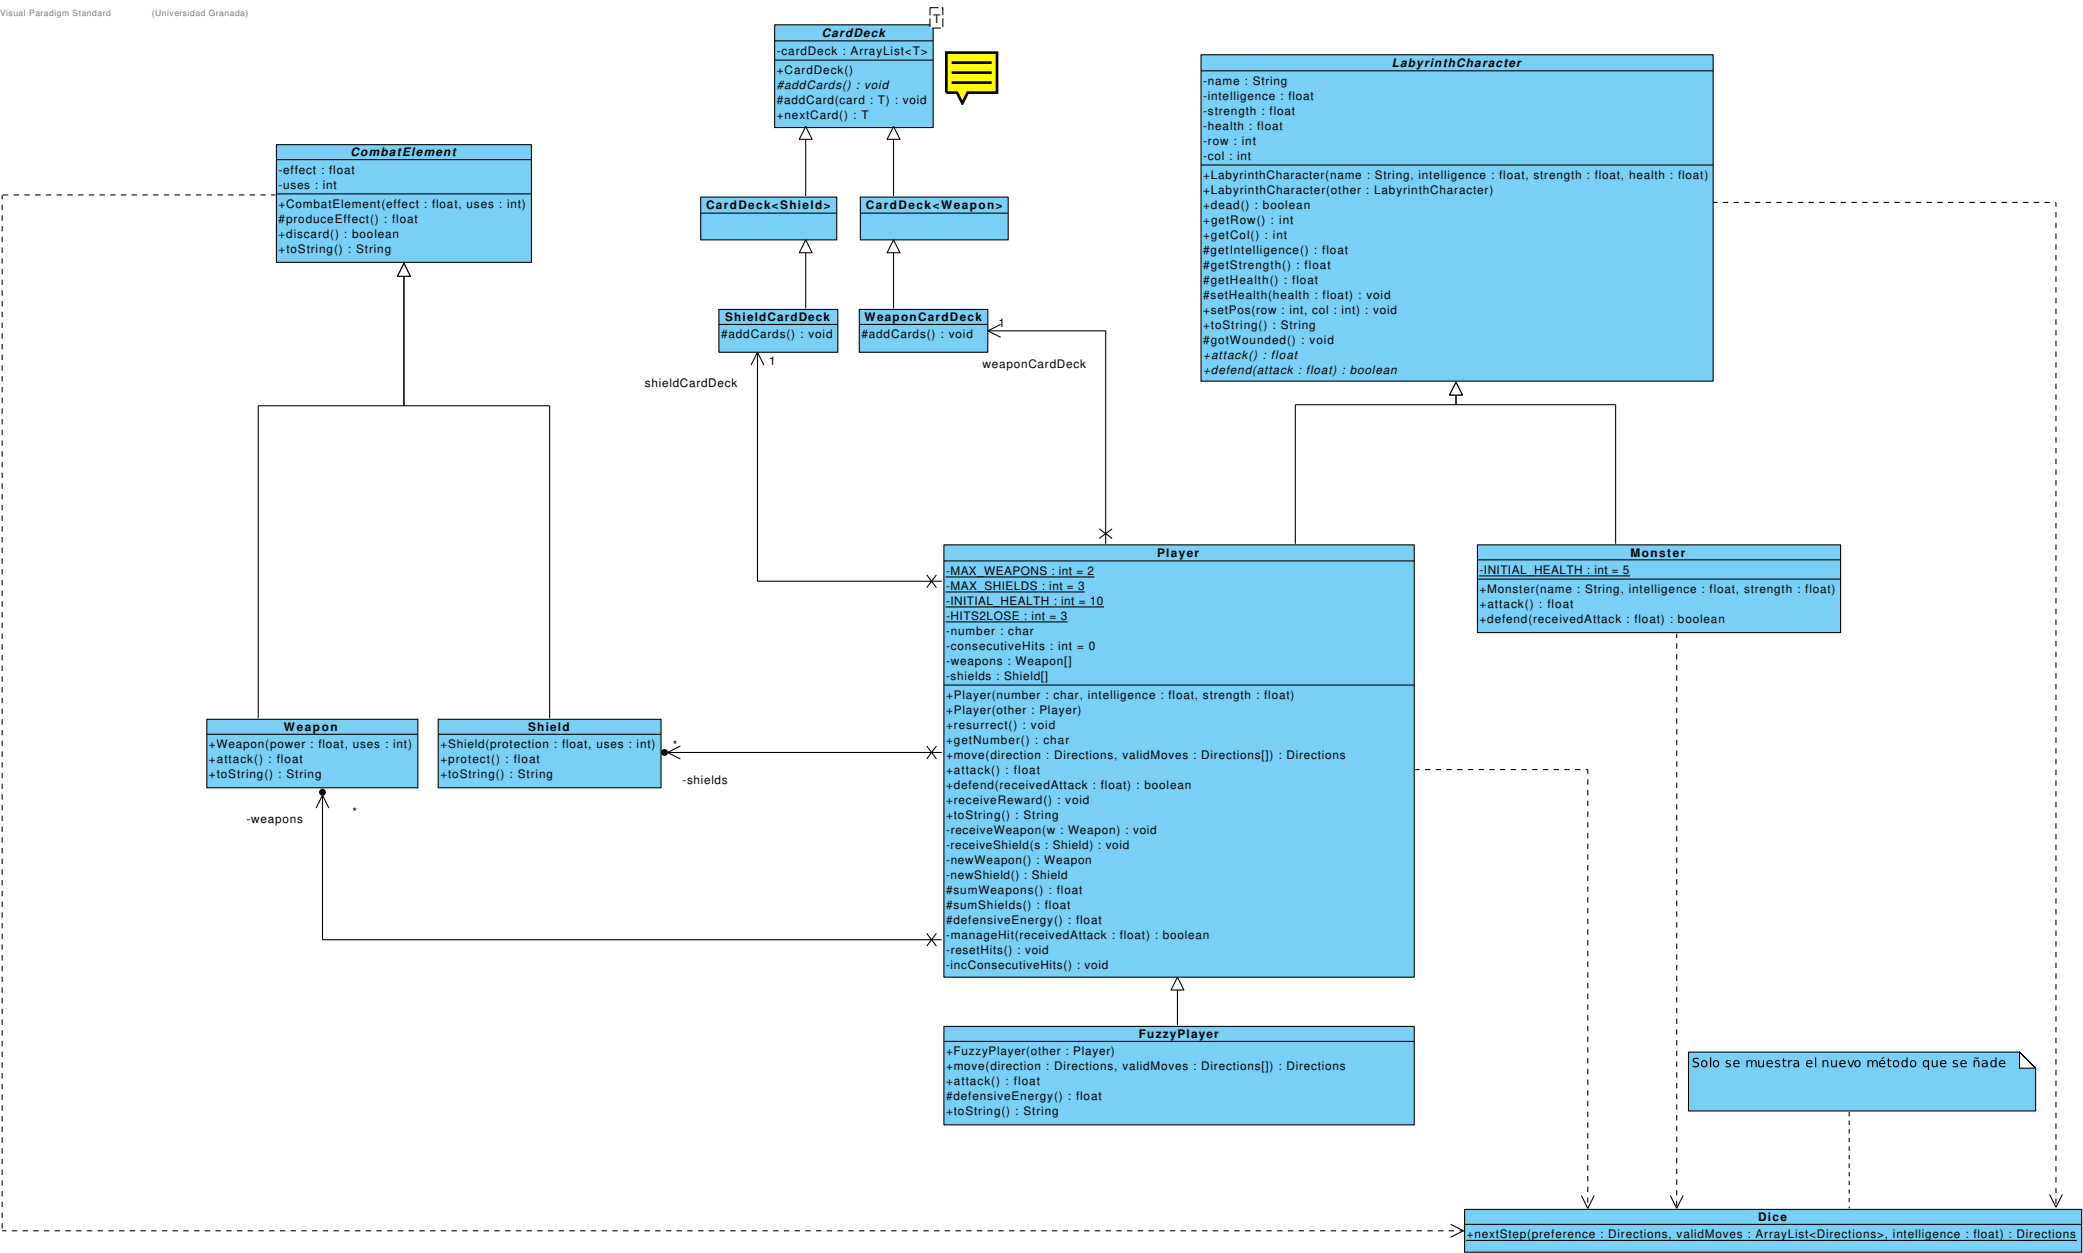 Visual Paradigm Standard (Universidad Granada)
T
CardDeck
-cardDeck : ArrayList<T>
+CardDeck()
#addCards() : void
#addCard(card : T) : void
+nextCard() : T
LabyrinthCharacter
-name : String
-intelligence : float
-strength : float
-health : float
-row : int
-col : int
+LabyrinthCharacter(name : String, intelligence : float, strength : float, health : float)
+LabyrinthCharacter(other : LabyrinthCharacter)
+dead() : boolean
+getRow() : int
+getCol() : int
#getIntelligence() : float
#getStrength() : float
#getHealth() : float
#setHealth(health : float) : void
+setPos(row : int, col : int) : void
+toString() : String
#gotWounded() : void
+attack() : float
+defend(attack : float) : boolean
CombatElement
-effect : float
-uses : int
+CombatElement(effect : float, uses : int)
#produceEffect() : float
+discard() : boolean
+toString() : String
CardDeck<Shield>
CardDeck<Weapon>
ShieldCardDeck
#addCards() : void
WeaponCardDeck
#addCards() : void
1
weaponCardDeck
1
shieldCardDeck
Player
-MAX_WEAPONS : int = 2
-MAX_SHIELDS : int = 3
-INITIAL_HEALTH : int = 10
-HITS2LOSE : int = 3
-number : char
-consecutiveHits : int = 0
-weapons : Weapon[]
-shields : Shield[]
+Player(number : char, intelligence : float, strength : float)
+Player(other : Player)
+resurrect() : void
+getNumber() : char
+move(direction : Directions, validMoves : Directions[]) : Directions
+attack() : float
+defend(receivedAttack : float) : boolean
+receiveReward() : void
+toString() : String
-receiveWeapon(w : Weapon) : void
-receiveShield(s : Shield) : void
-newWeapon() : Weapon
-newShield() : Shield
#sumWeapons() : float
#sumShields() : float
#defensiveEnergy() : float
-manageHit(receivedAttack : float) : boolean
-resetHits() : void
-incConsecutiveHits() : void
Monster
-INITIAL_HEALTH : int = 5
+Monster(name : String, intelligence : float, strength : float)
+attack() : float
+defend(receivedAttack : float) : boolean
Weapon
+Weapon(power : float, uses : int)
+attack() : float
+toString() : String
Shield
+Shield(protection : float, uses : int)
+protect() : float
+toString() : String
*
-shields
*
-weapons
FuzzyPlayer
+FuzzyPlayer(other : Player)
+move(direction : Directions, validMoves : Directions[]) : Directions
+attack() : float
#defensiveEnergy() : float
+toString() : String
Solo se muestra el nuevo método que se ñade
Dice
+nextStep(preference : Directions, validMoves : ArrayList<Directions>, intelligence : float) : Directions